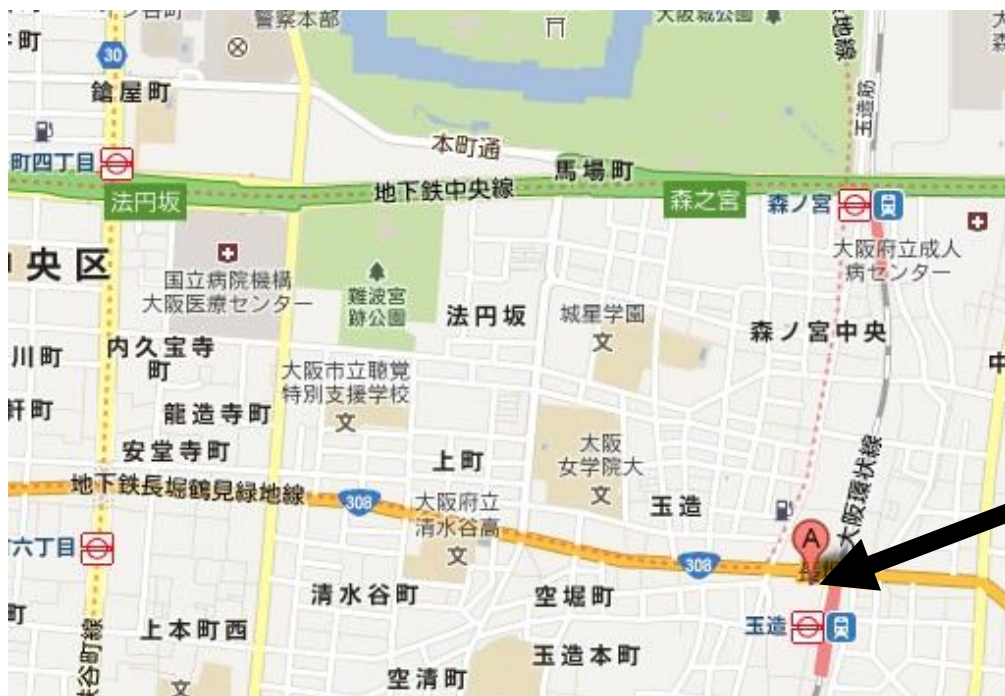 警察本部
大阪城公園
町
30
鎗屋町
本町通
玉造筋
町四丁目
馬場町
地下鉄中央線
法円坂
森之宮
森ノ宮
中央区
国立病院機構
大阪医療センター
難波宮
跡公園
法円坂
城星学園
文
大阪府立成人
病センター
森ノ宮中央
川町
内久宝寺
町
大阪市立聴覚
特別支援学校
文
中
軒町
龍造寺町
安堂寺町
上町
大阪
女学院大
文
大阪環状線
地下鉄長堀鶴見緑地線
308
大阪府立
清水谷高
文
玉造
A
六丁目
308
清水谷町
空堀町
玉造
町
上本町西
玉造本町
谷町線
空清町
文